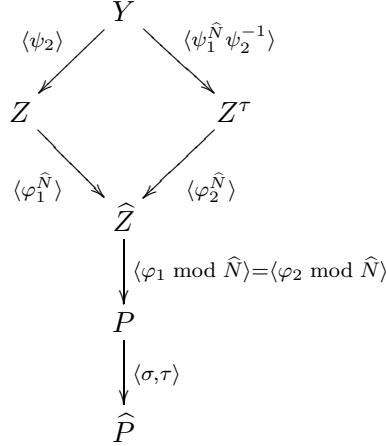 Y
⟨ψ₂⟩ ⟨ψ₁^N̂ψ₂⁻¹⟩
Z Z^τ
⟨φ₁^N̂⟩ ⟨φ₂^N̂⟩
Ẑ
⟨φ₁ mod N̂⟩=⟨φ₂ mod N̂⟩
P
⟨σ,τ⟩
P̂